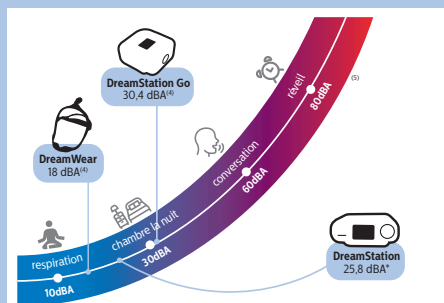 DreamStation Go
30,4 dBA(4)
DreamWear
18 dBA(4)
réveil
80dBA
(5)
conversation
60dBA
chambre la nuit
30dBA
respiration
10dBA
DreamStation
25,8 dBA*